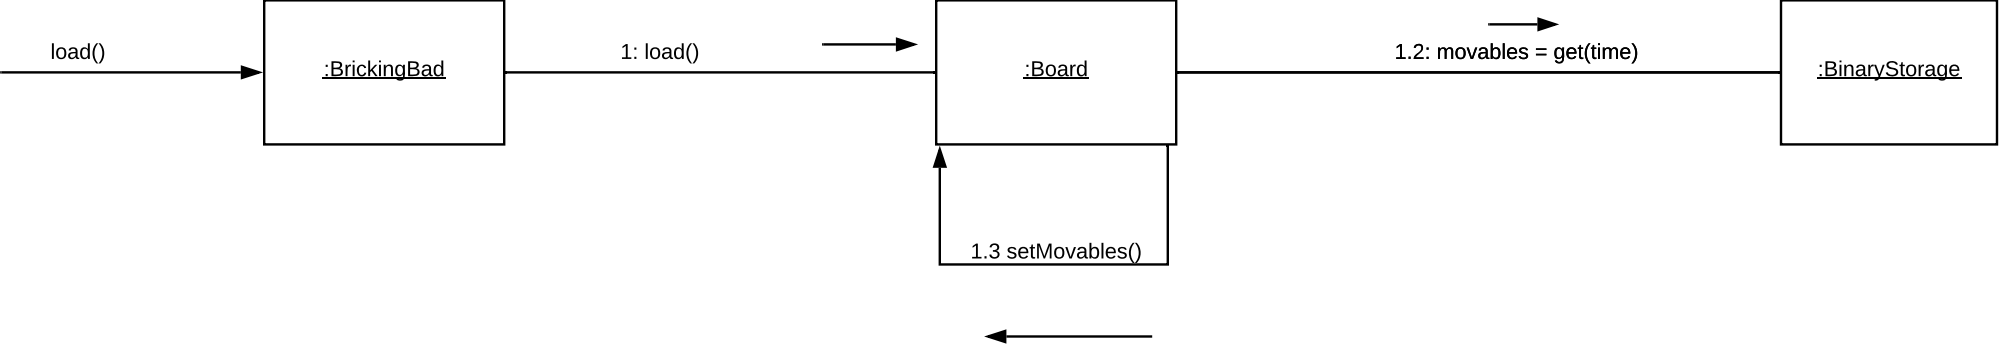 load()
:BrickingBad
1: load()
:Board
1.2: movables = get(time)
:BinaryStorage
1.3 setMovables()